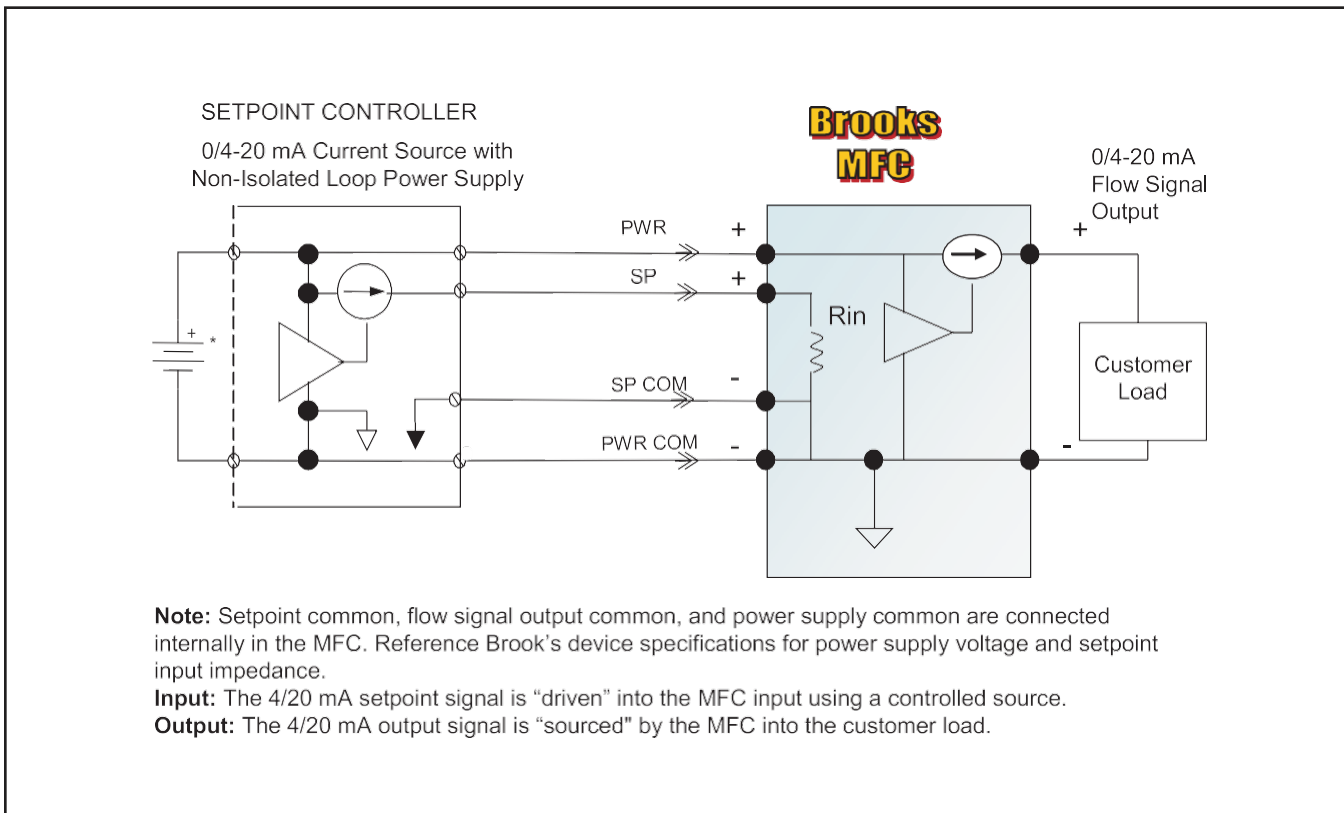 SETPOINT CONTROLLER
0/4-20 mA Current Source with
Non-Isolated Loop Power Supply
Brooks
MFC
0/4-20 mA
Flow Signal
Output
PWR
+
+
SP
+
+
*
Rin
Customer
Load
SP COM
-
PWR COM
-
-
Note: Setpoint common, flow signal output common, and power supply common are connected
internally in the MFC. Reference Brook's device specifications for power supply voltage and setpoint
input impedance.
Input: The 4/20 mA setpoint signal is “driven” into the MFC input using a controlled source.
Output: The 4/20 mA output signal is “sourced" by the MFC into the customer load.